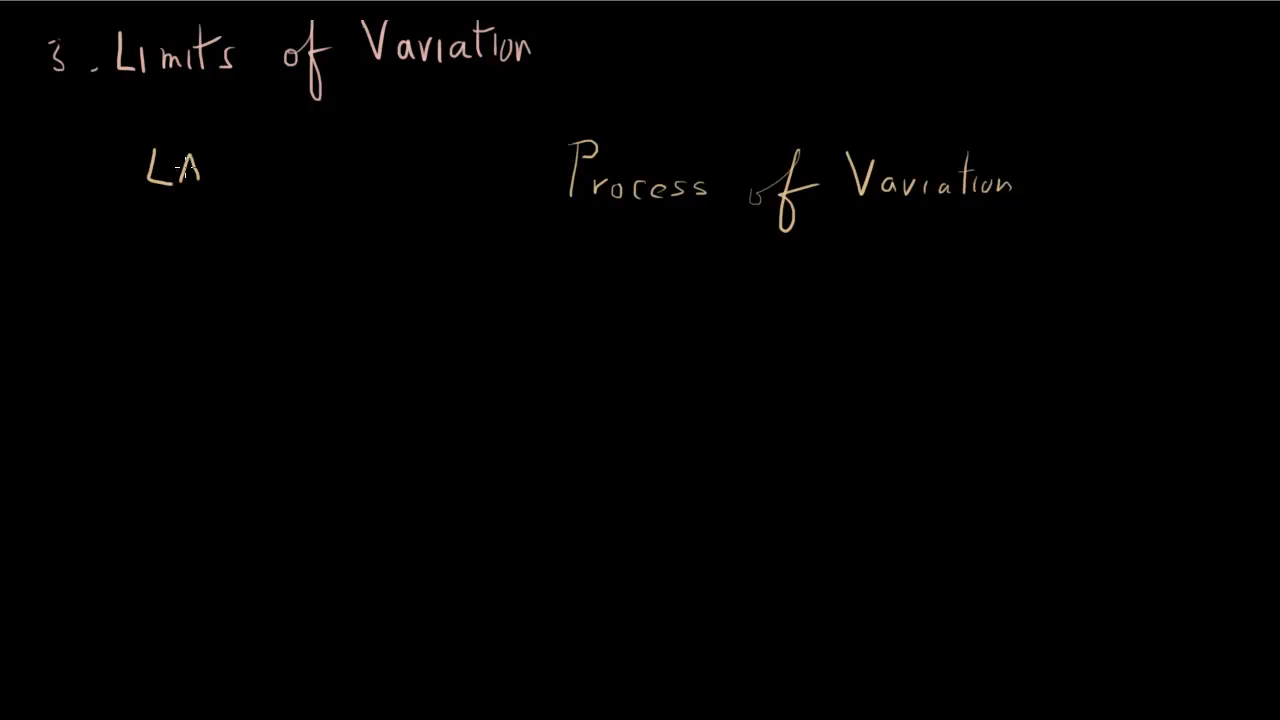 3. Limits of Variation
LA
Process of Variation